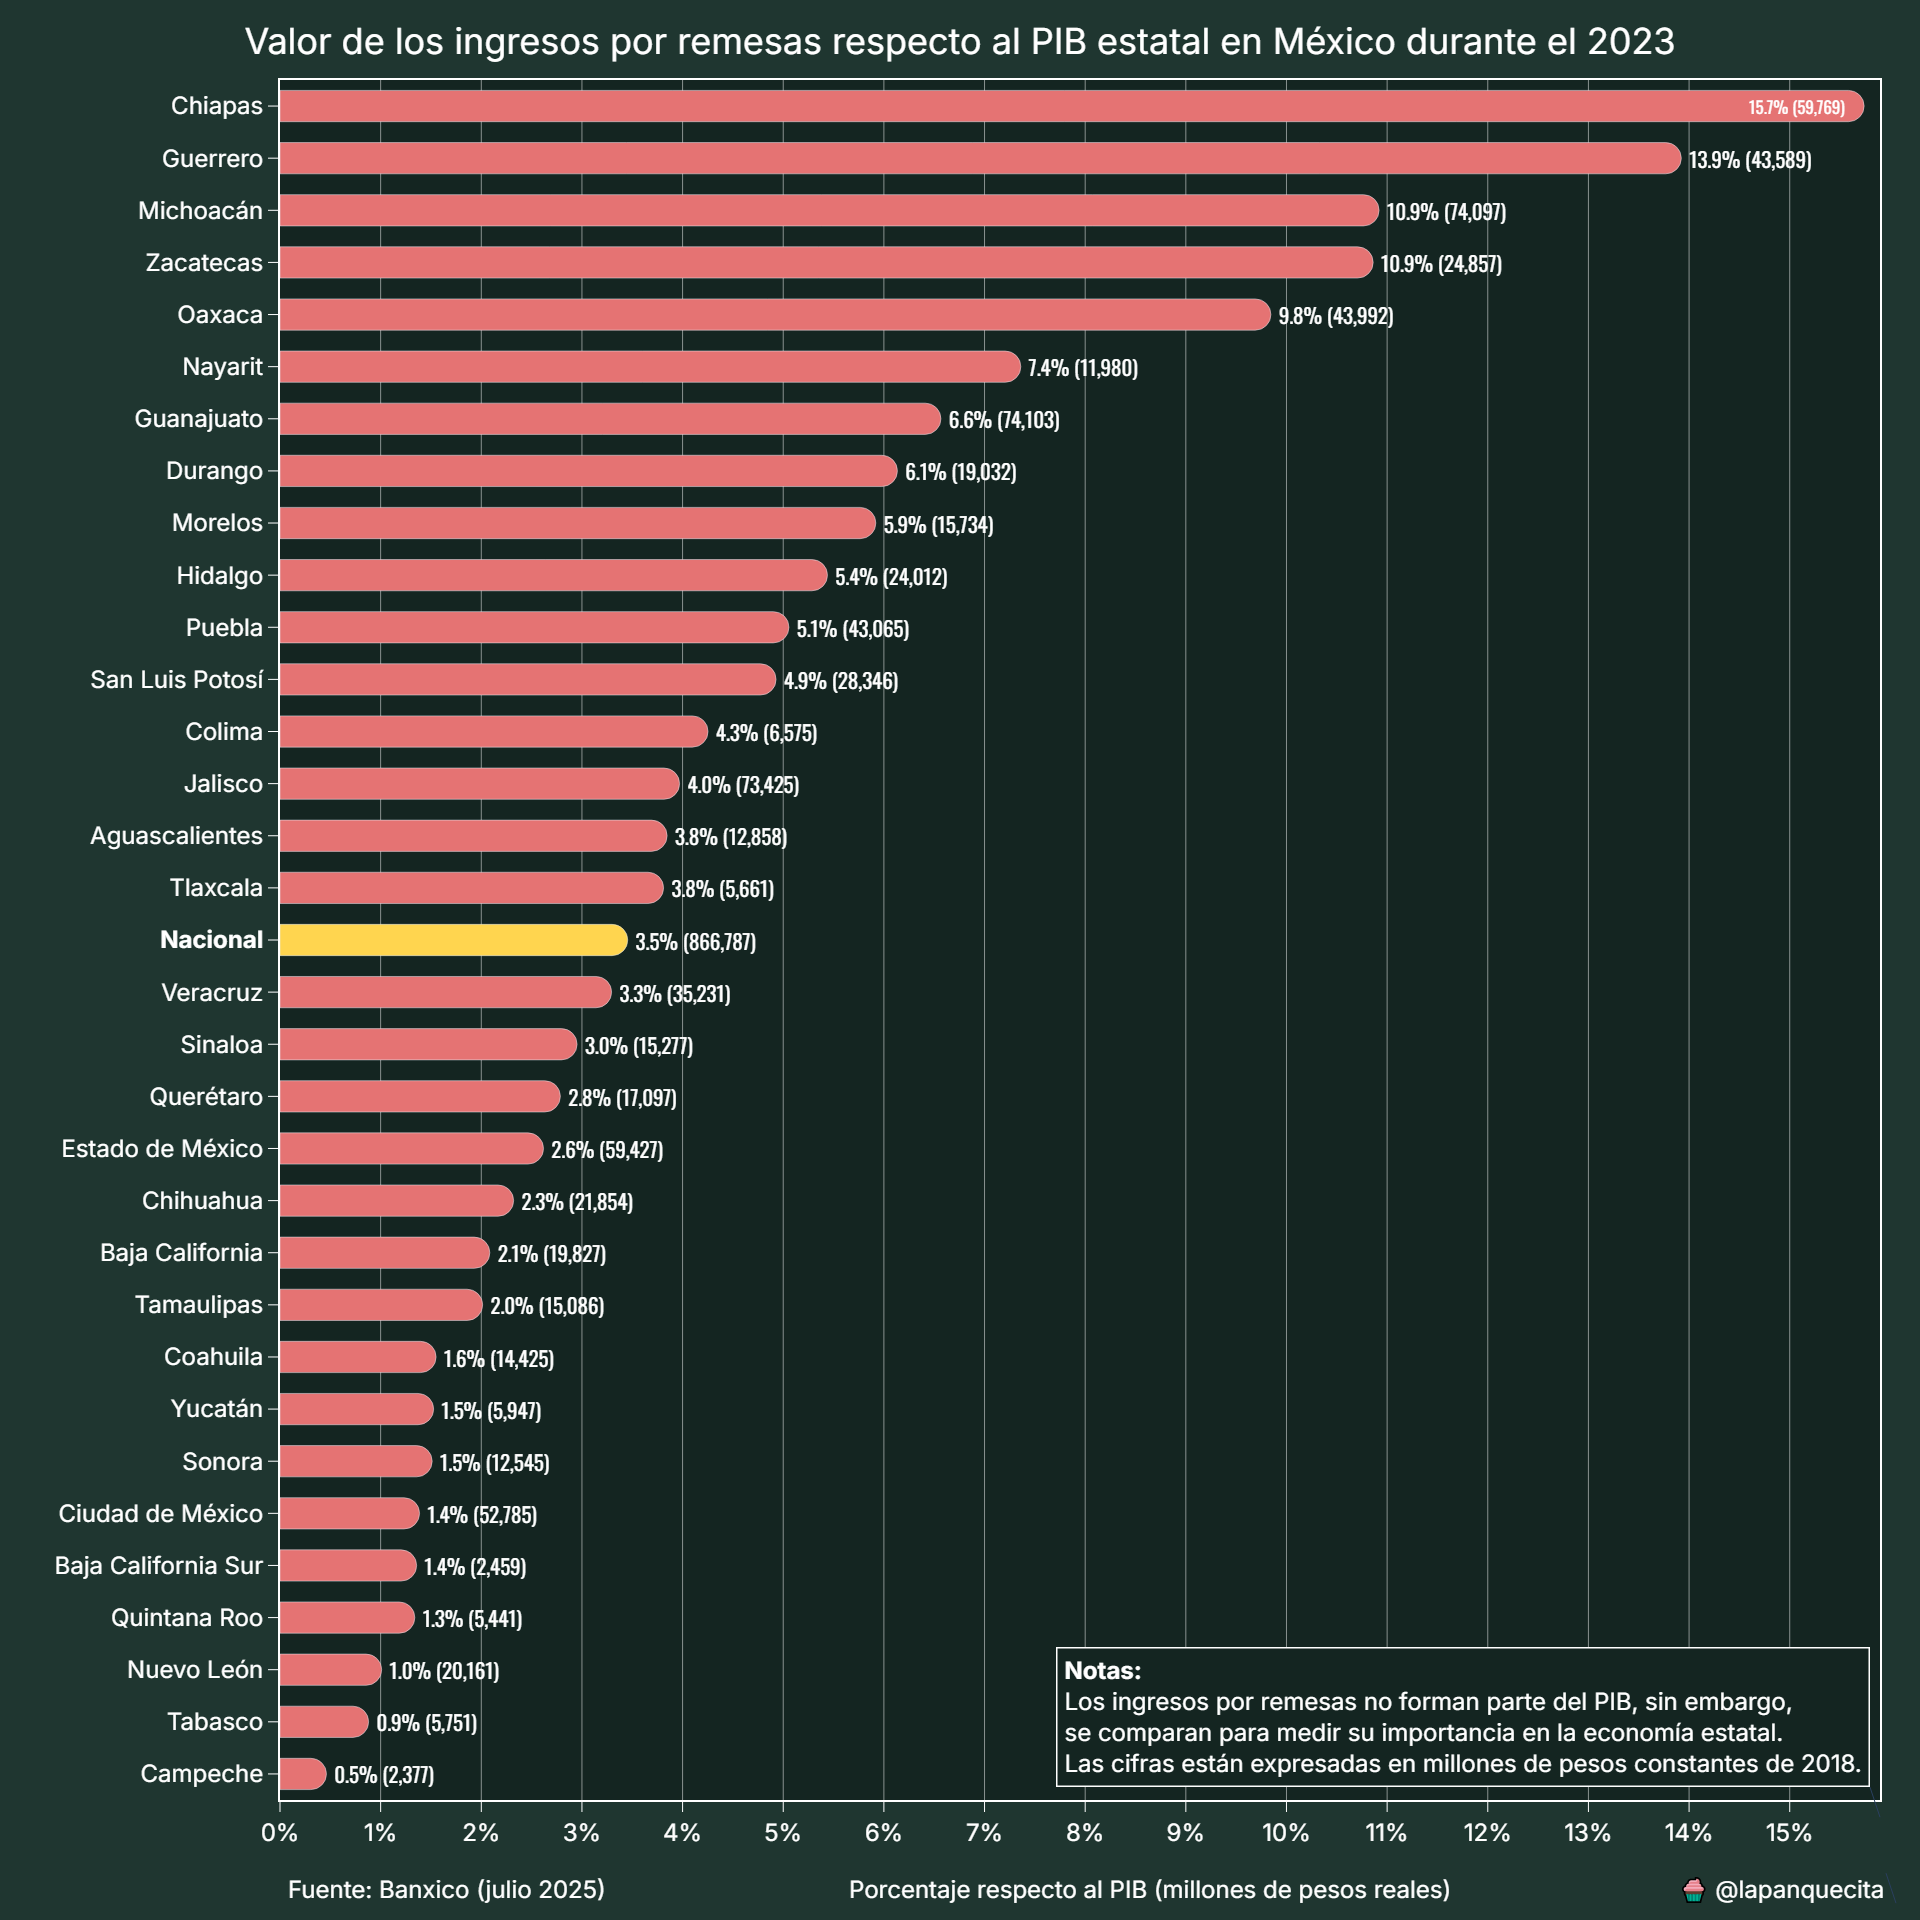 Valor de los ingresos por remesas respecto al PIB estatal en México durante el 2023
Chiapas 15.7% (59,769)
Guerrero 13.9% (43,589)
Michoacán 10.9% (74,097)
Zacatecas 10.9% (24,857)
Oaxaca 9.8% (43,992)
Nayarit 7.4% (11,980)
Guanajuato 6.6% (74,103)
Durango 6.1% (19,032)
Morelos 5.9% (15,734)
Hidalgo 5.4% (24,012)
Puebla 5.1% (43,065)
San Luis Potosí 4.9% (28,346)
Colima 4.3% (6,575)
Jalisco 4.0% (73,425)
Aguascalientes 3.8% (12,858)
Tlaxcala 3.8% (5,661)
Nacional 3.5% (866,787)
Veracruz 3.3% (35,231)
Sinaloa 3.0% (15,277)
Querétaro 2.8% (17,097)
Estado de México 2.6% (59,427)
Chihuahua 2.3% (21,854)
Baja California 2.1% (19,827)
Tamaulipas 2.0% (15,086)
Coahuila 1.6% (14,425)
Yucatán 1.5% (5,947)
Sonora 1.5% (12,545)
Ciudad de México 1.4% (52,785)
Baja California Sur 1.4% (2,459)
Quintana Roo 1.3% (5,441)
Nuevo León 1.0% (20,161)
Tabasco 0.9% (5,751)
Campeche 0.5% (2,377)
Notas:
Los ingresos por remesas no forman parte del PIB, sin embargo,
se comparan para medir su importancia en la economía estatal.
Las cifras están expresadas en millones de pesos constantes de 2018.
0% 1% 2% 3% 4% 5% 6% 7% 8% 9% 10% 11% 12% 13% 14% 15%
Fuente: Banxico (julio 2025) Porcentaje respecto al PIB (millones de pesos reales) @lapanquecita